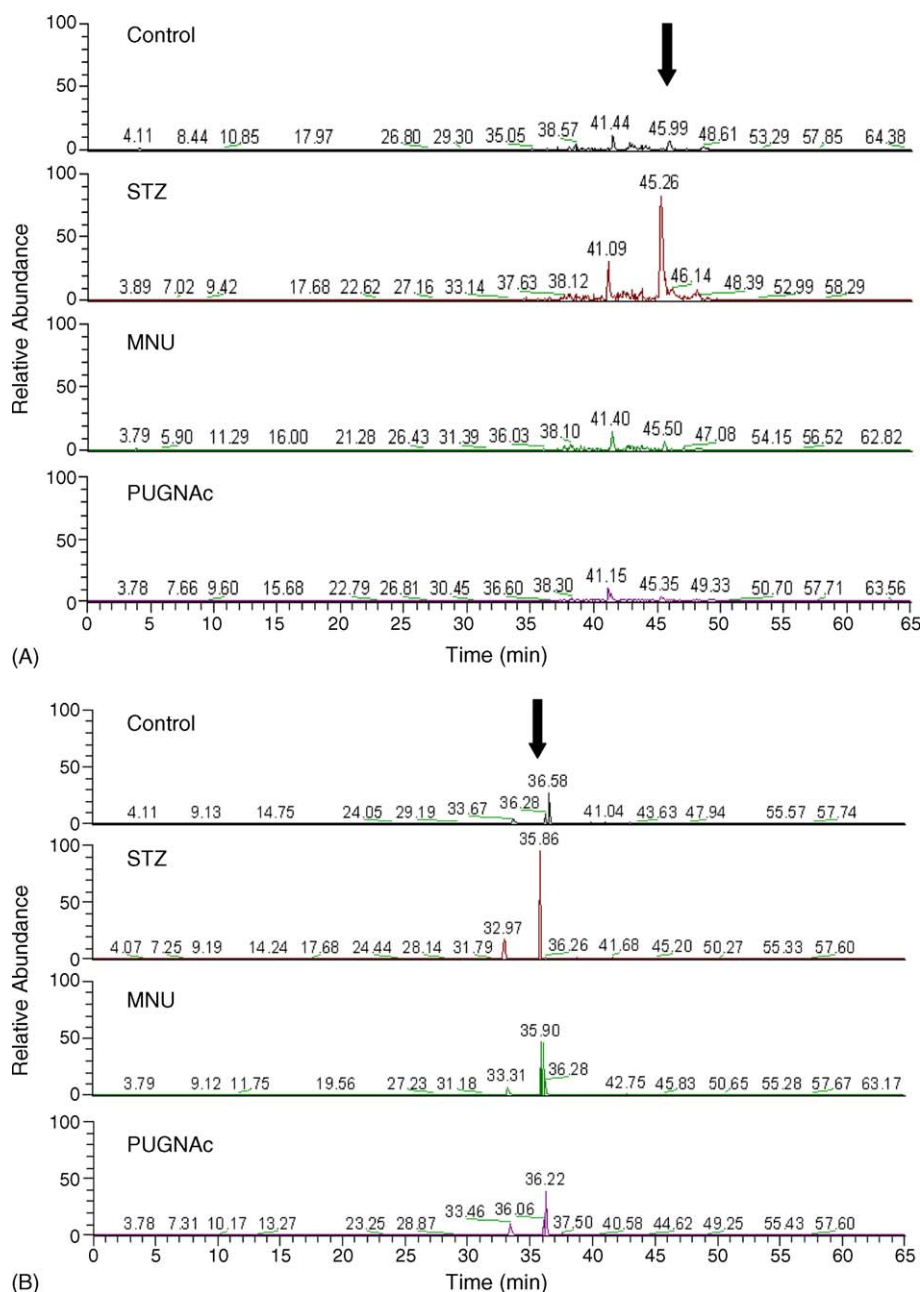 100
Control
50
4.11 8.44 10.85 17.97 26.80 29.30 35.05 38.57 41.44 45.99 48.61 53.29 57.85 64.38
0
100
STZ
45.26
50
41.09
3.89 7.02 9.42 17.68 22.62 27.16 33.14 37.63 38.12 46.14 48.39 52.99 58.29
0
Relative Abundance
100
MNU
50
3.79 5.90 11.29 16.00 21.28 26.43 31.39 36.03 38.10 41.40 45.50 47.08 54.15 56.52 62.82
0
100
PUGNAc
50
3.78 7.66 9.60 15.68 22.79 26.81 30.45 36.60 38.30 41.15 45.35 49.33 50.70 57.71 63.56
0
0 5 10 15 20 25 30 35 40 45 50 55 60 65
Time (min)
(A)
100
Control
50
36.58
4.11 9.13 14.75 24.05 29.19 33.67 36.28 41.04 43.63 47.94 55.57 57.74
0
100
STZ
35.86
50
32.97
4.07 7.25 9.19 14.24 17.68 24.44 28.14 31.79 36.26 41.68 45.20 50.27 55.33 57.60
0
Relative Abundance
100
MNU
50
35.90
3.79 9.12 11.75 19.56 27.23 31.18 33.31 36.28 42.75 45.83 50.65 55.28 57.67 63.17
0
100
PUGNAc
50
36.22
3.78 7.31 10.17 13.27 23.25 28.87 33.46 36.06 37.50 40.58 44.62 49.25 55.43 57.60
0
0 5 10 15 20 25 30 35 40 45 50 55 60 65
Time (min)
(B)